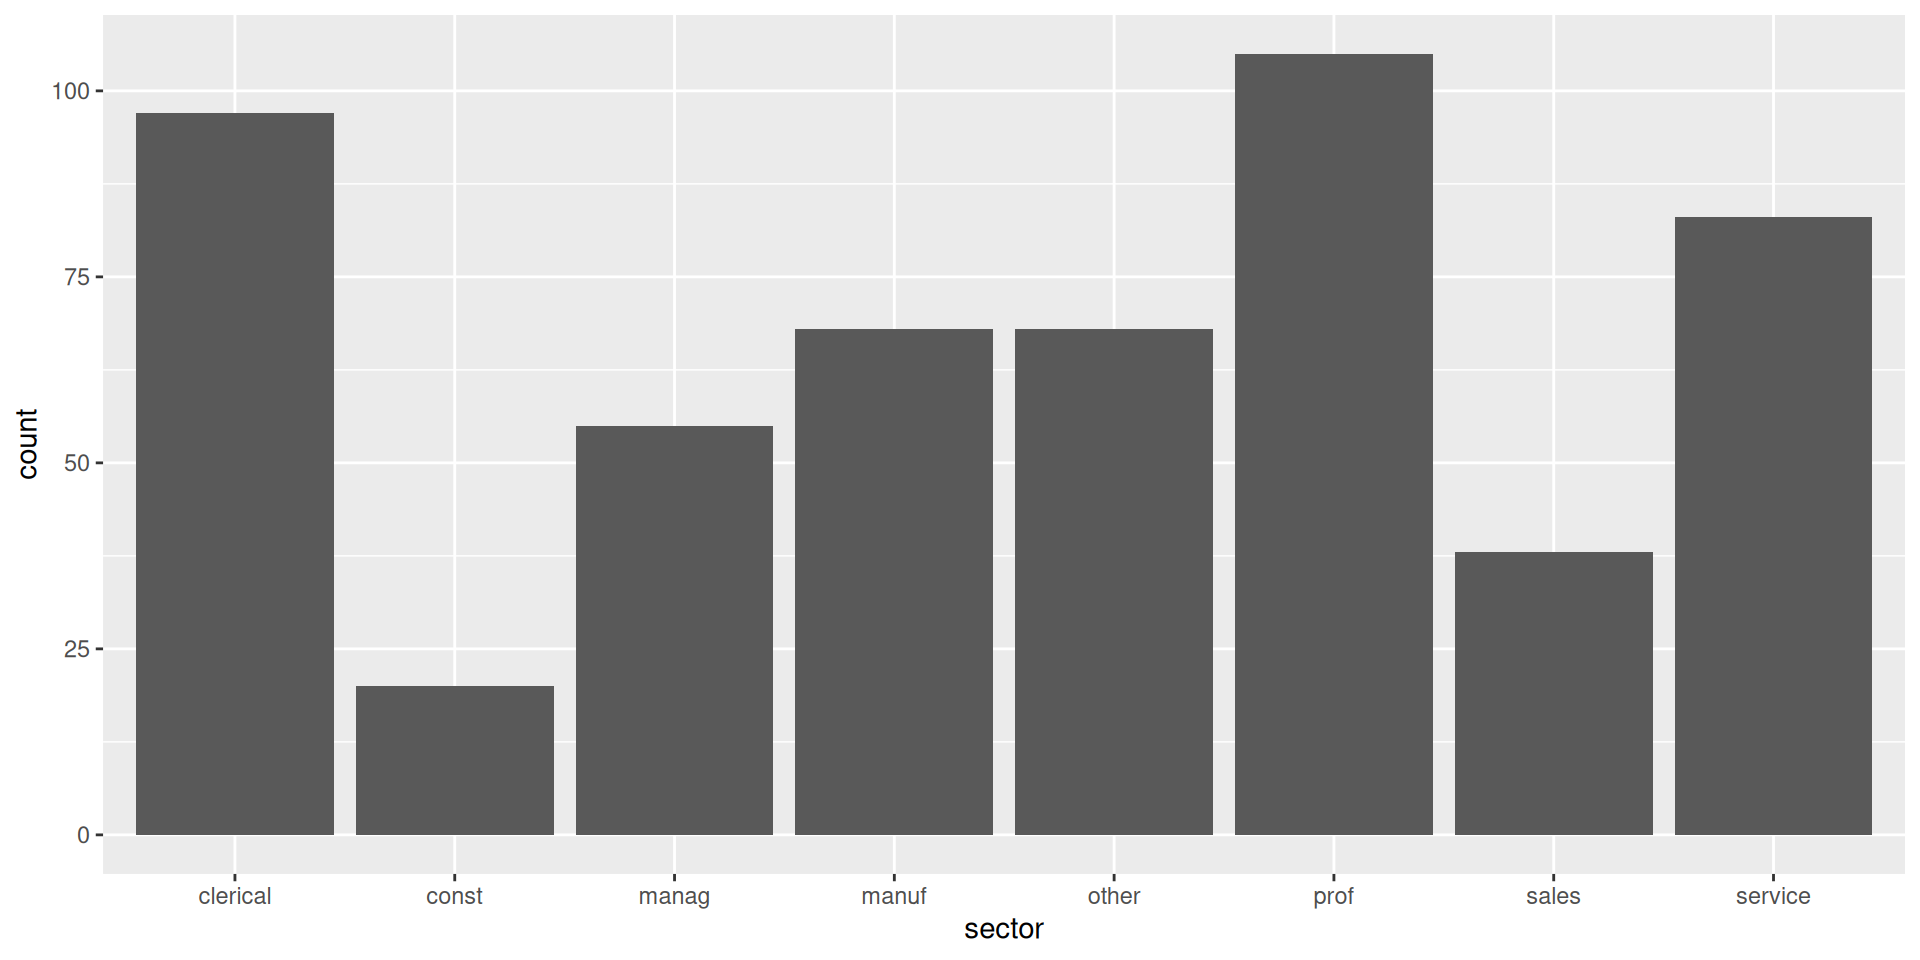 count
100
75
50
25
0
clerical const manag manuf other prof sales service
sector